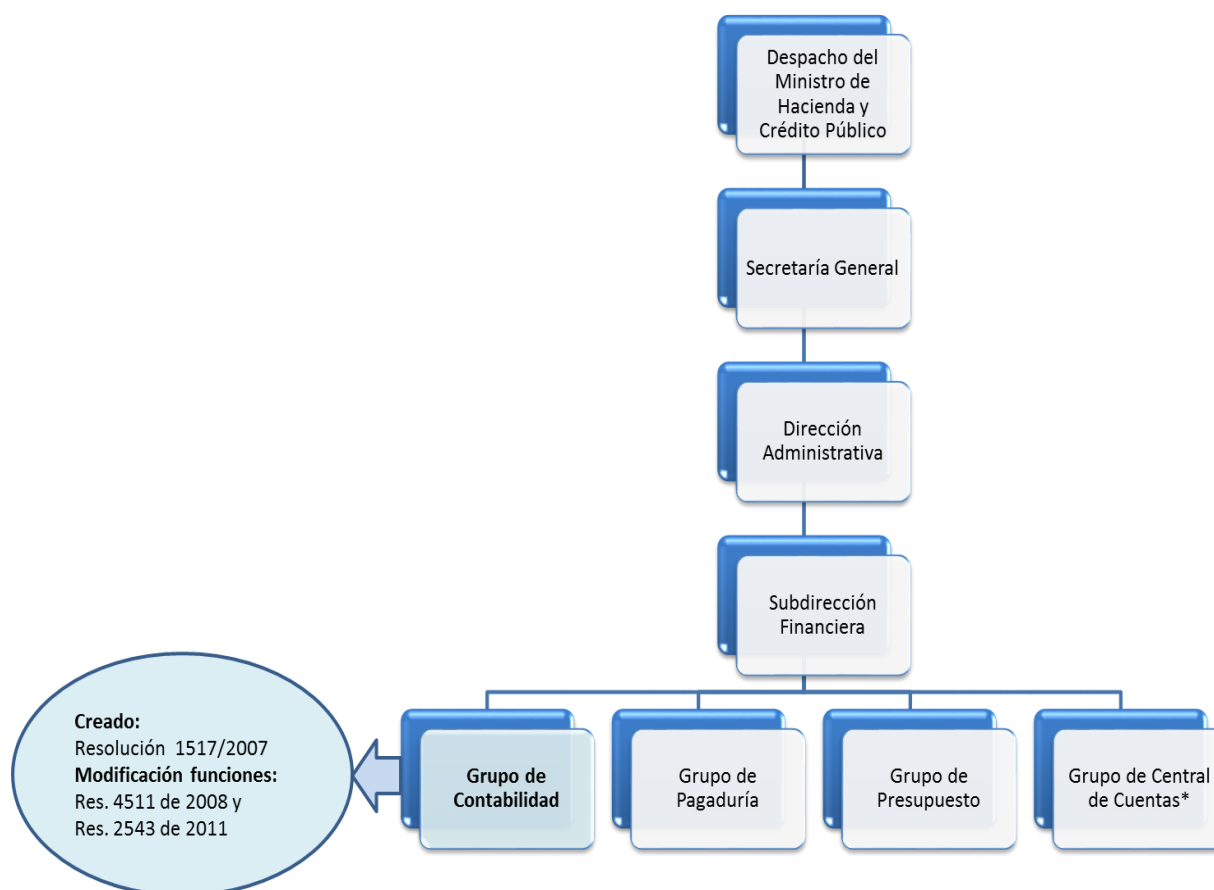 Despacho del
Ministro de
Hacienda y
Crédito Público
Secretaría General
Dirección
Administrativa
Subdirección
Financiera
Creado:
Resolución 1517/2007
Modificación funciones:
Res. 4511 de 2008 y
Res. 2543 de 2011
Grupo de
Contabilidad
Grupo de
Pagaduría
Grupo de
Presupuesto
Grupo de Central
de Cuentas*